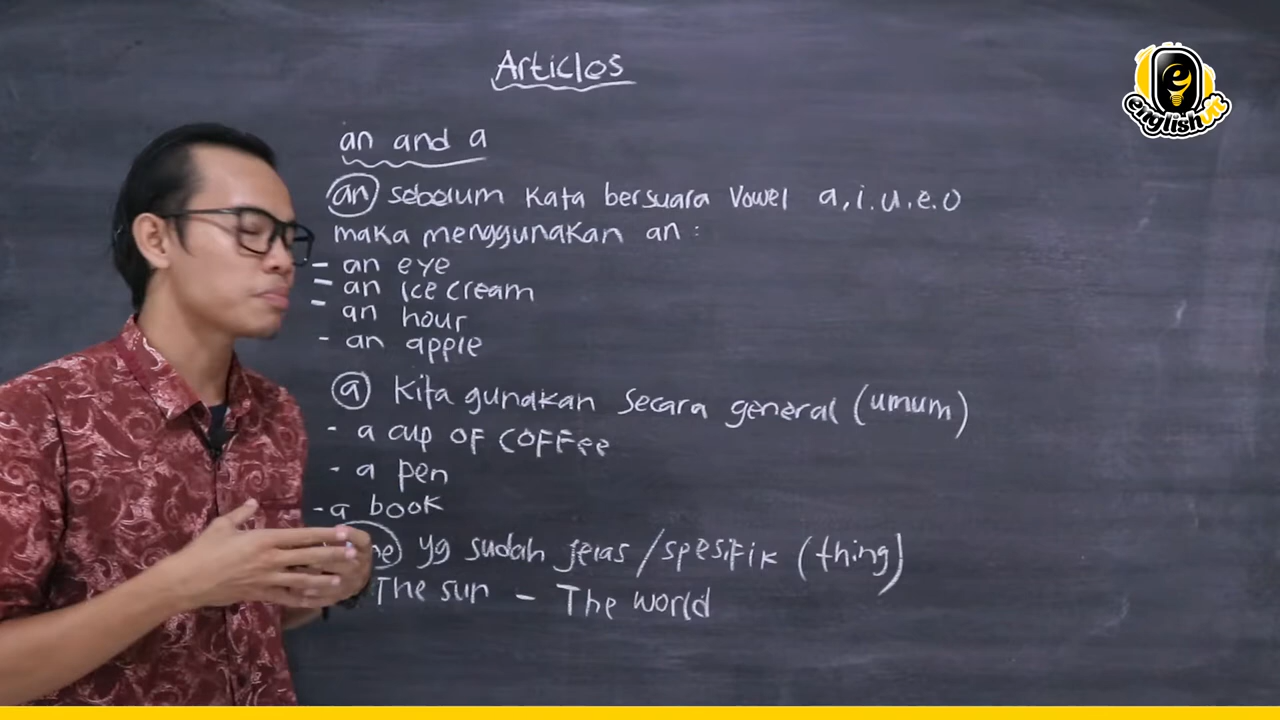 Articles
an and a
an sebelum kata bersuara Vowel a, i. u. e. o
maka menggunakan an :
- an eye
- an ice cream
- an hour
- an apple
a kita gunakan secara general (umum)
- a cup of coffee
- a pen
- a book
yg sudah jelas / spesifik (thing)
The sun - The world
englishvit